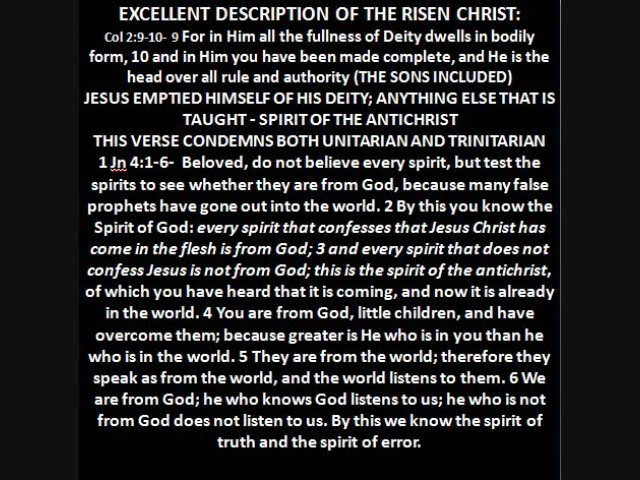 EXCELLENT DESCRIPTION OF THE RISEN CHRIST:
Col 2:9-10- 9 For in Him all the fullness of Deity dwells in bodily
form, 10 and in Him you have been made complete, and He is the
head over all rule and authority (THE SONS INCLUDED)
JESUS EMPTIED HIMSELF OF HIS DEITY; ANYTHING ELSE THAT IS
TAUGHT - SPIRIT OF THE ANTICHRIST
THIS VERSE CONDEMNS BOTH UNITARIAN AND TRINITARIAN
1 Jn 4:1-6- Beloved, do not believe every spirit, but test the
spirits to see whether they are from God, because many false
prophets have gone out into the world. 2 By this you know the
Spirit of God: every spirit that confesses that Jesus Christ has
come in the flesh is from God; 3 and every spirit that does not
confess Jesus is not from God; this is the spirit of the antichrist,
of which you have heard that it is coming, and now it is already
in the world. 4 You are from God, little children, and have
overcome them; because greater is He who is in you than he
who is in the world. 5 They are from the world; therefore they
speak as from the world, and the world listens to them. 6 We
are from God; he who knows God listens to us; he who is not
from God does not listen to us. By this we know the spirit of
truth and the spirit of error.